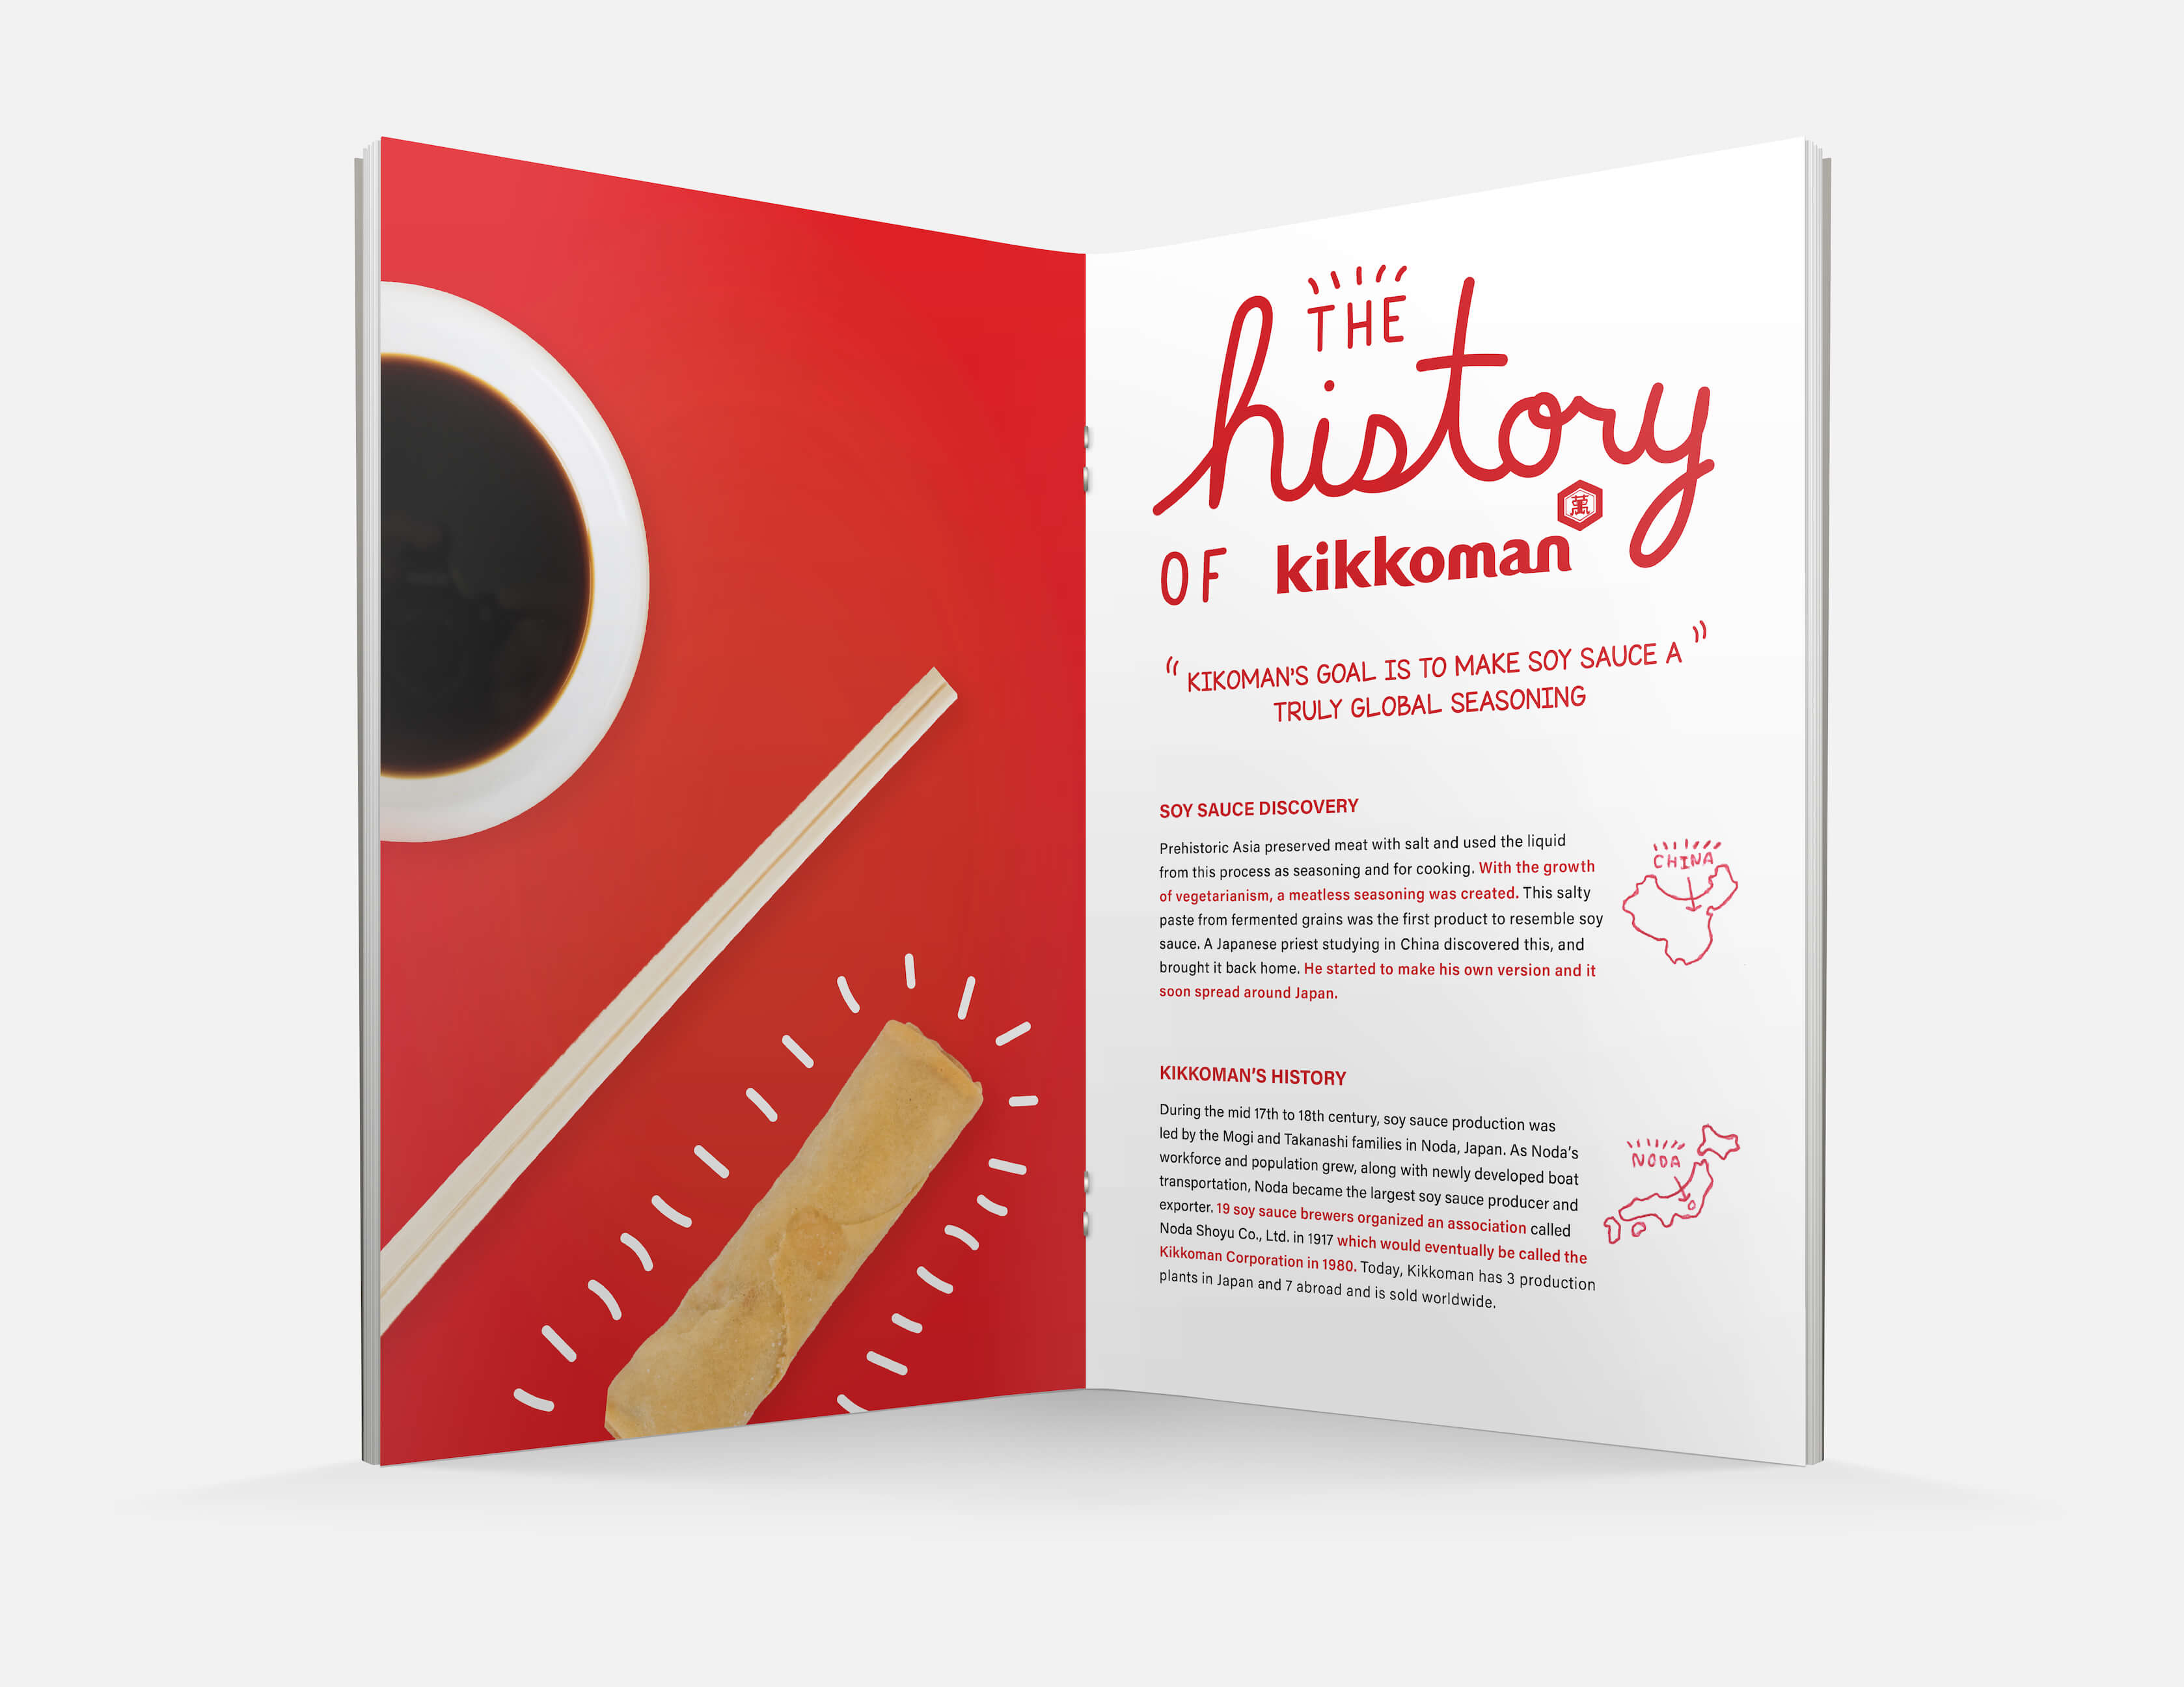 THE
history
OF kikkoman
萬
“ KIKOMAN'S GOAL IS TO MAKE SOY SAUCE A ”
TRULY GLOBAL SEASONING
SOY SAUCE DISCOVERY
Prehistoric Asia preserved meat with salt and used the liquid
from this process as seasoning and for cooking. With the growth
of vegetarianism, a meatless seasoning was created. This salty
paste from fermented grains was the first product to resemble soy
sauce. A Japanese priest studying in China discovered this, and
brought it back home. He started to make his own version and it
soon spread around Japan.
CHINA
KIKKOMAN'S HISTORY
During the mid 17th to 18th century, soy sauce production was
led by the Mogi and Takanashi families in Noda, Japan. As Noda's
workforce and population grew, along with newly developed boat
transportation, Noda became the largest soy sauce producer and
exporter. 19 soy sauce brewers organized an association called
Noda Shoyu Co., Ltd. in 1917 which would eventually be called the
Kikkoman Corporation in 1980. Today, Kikkoman has 3 production
plants in Japan and 7 abroad and is sold worldwide.
NODA